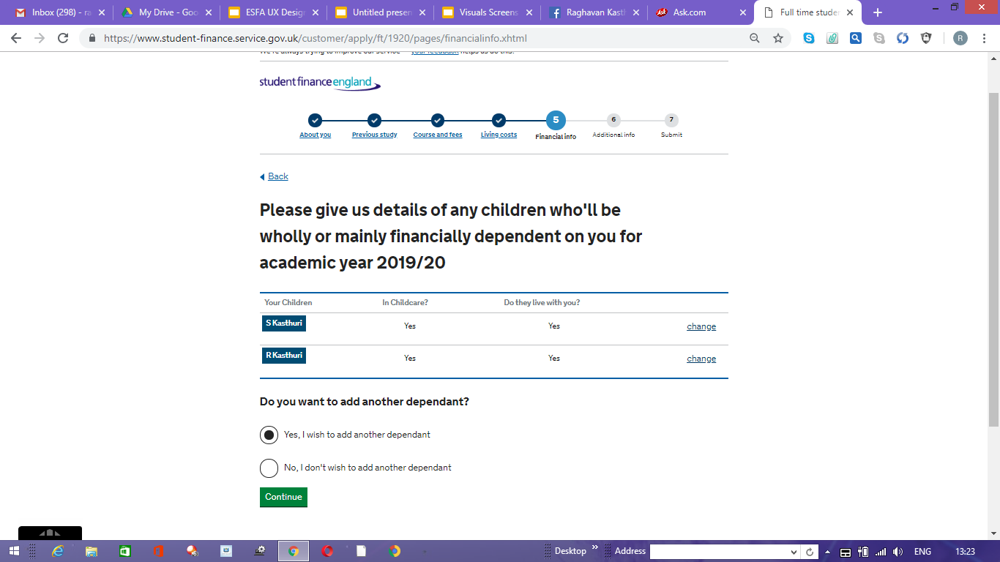 Inbox (298) - ra
My Drive - Goo
ESFA UX Design
Untitled presen
Visuals Screens
Raghavan Kasth
Ask.com
Full time studen
https://www.student-finance.service.gov.uk/customer/apply/ft/1920/pages/financialinfo.xhtml
R
We're always trying to improve our service - your feedback helps us do this.
studentfinanceengland
5 6 7
About you Previous study Course and fees Living costs Financial info Additional info Submit
Back
Please give us details of any children who'll be
wholly or mainly financially dependent on you for
academic year 2019/20
Your Children In Childcare? Do they live with you?
S Kasthuri Yes Yes change
R Kasthuri Yes Yes change
Do you want to add another dependant?
Yes, I wish to add another dependant
No, I don't wish to add another dependant
Continue
Desktop » Address ENG 13:23